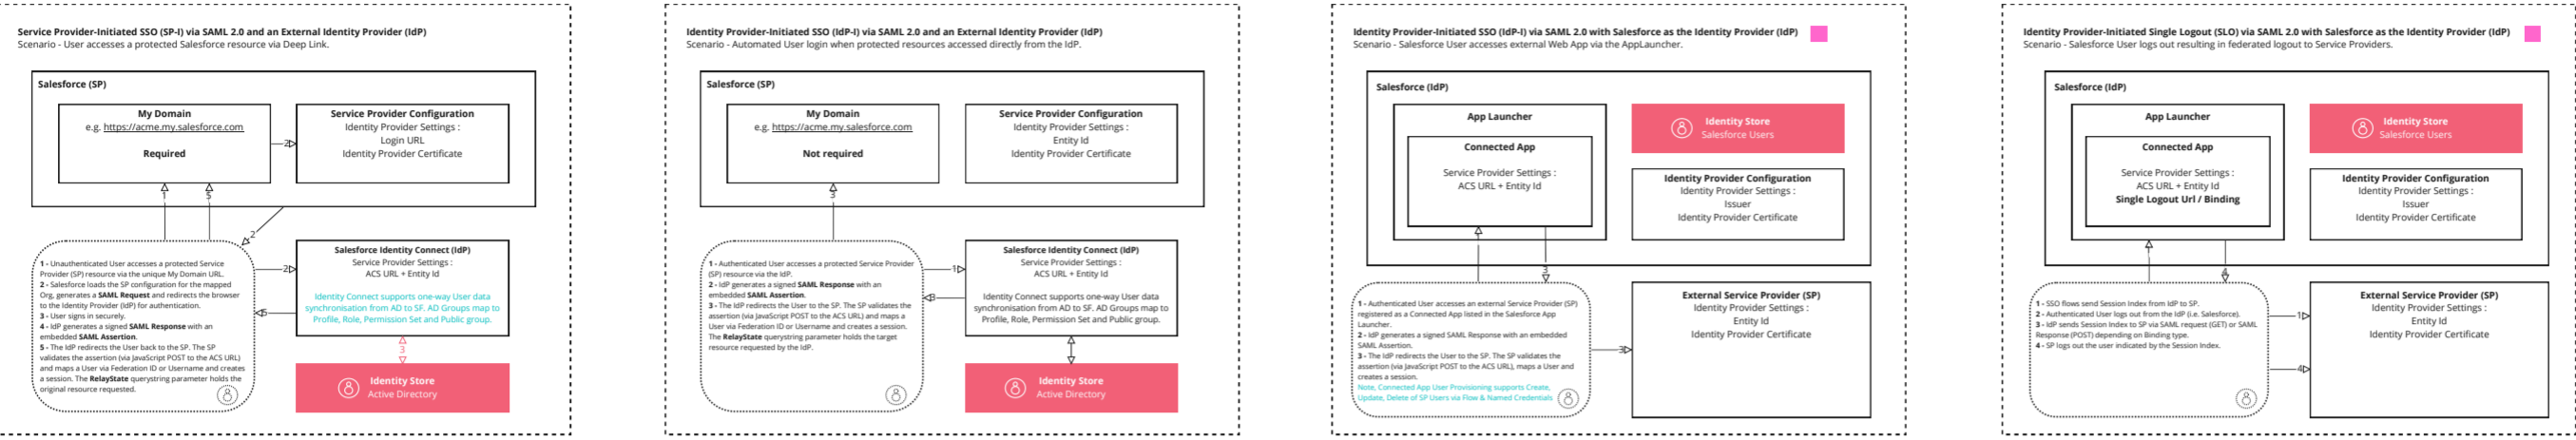 Service Provider-Initiated SSO (SP-I) via SAML 2.0 and an External Identity Provider (IdP)
Scenario - User accesses a protected Salesforce resource via Deep Link.
Salesforce (SP)
My Domain
e.g. https://acme.my.salesforce.com
Required
2
Service Provider Configuration
Identity Provider Settings :
Login URL
Identity Provider Certificate
1
5
2
1 - Unauthenticated User accesses a protected Service
Provider (SP) resource via the unique My Domain URL.
2 - Salesforce loads the SP configuration for the mapped
Org, generates a SAML Request and redirects the browser
to the Identity Provider (IdP) for authentication.
3 - User signs in securely.
4 - IdP generates a signed SAML Response with an
embedded SAML Assertion.
5 - The IdP redirects the User back to the SP. The SP
validates the assertion (via JavaScript POST to the ACS URL)
and maps a User via Federation ID or Username and creates
a session. The RelayState querystring parameter holds the
original resource requested.
2
5
Salesforce Identity Connect (IdP)
Service Provider Settings :
ACS URL + Entity Id
Identity Connect supports one-way User data
synchronisation from AD to SF. AD Groups map to
Profile, Role, Permission Set and Public group.
3
Identity Store
Active Directory
Identity Provider-Initiated SSO (IdP-I) via SAML 2.0 and an External Identity Provider (IdP)
Scenario - Automated User login when protected resources accessed directly from the IdP.
Salesforce (SP)
My Domain
e.g. https://acme.my.salesforce.com
Not required
Service Provider Configuration
Identity Provider Settings :
Entity Id
Identity Provider Certificate
3
1 - Authenticated User accesses a protected Service Provider
(SP) resource via the IdP.
2 - IdP generates a signed SAML Response with an
embedded SAML Assertion.
3 - The IdP redirects the User to the SP. The SP validates the
assertion (via JavaScript POST to the ACS URL) and maps a
User via Federation ID or Username and creates a session.
The RelayState querystring parameter holds the target
resource requested by the IdP.
1
3
Salesforce Identity Connect (IdP)
Service Provider Settings :
ACS URL + Entity Id
Identity Connect supports one-way User data
synchronisation from AD to SF. AD Groups map to
Profile, Role, Permission Set and Public group.
Identity Store
Active Directory
Identity Provider-Initiated SSO (IdP-I) via SAML 2.0 with Salesforce as the Identity Provider (IdP)
Scenario - Salesforce User accesses external Web App via the AppLauncher.
Salesforce (IdP)
App Launcher
Connected App
Service Provider Settings :
ACS URL + Entity Id
Identity Store
Salesforce Users
Identity Provider Configuration
Identity Provider Settings :
Issuer
Identity Provider Certificate
1
3
1 - Authenticated User accesses an external Service Provider (SP)
registered as a Connected App listed in the Salesforce App
Launcher.
2 - IdP generates a signed SAML Response with an embedded
SAML Assertion.
3 - The IdP redirects the User to the SP. The SP validates the
assertion (via JavaScript POST to the ACS URL), maps a User and
creates a session.
Note, Connected App User Provisioning supports Create,
Update, Delete of SP Users via Flow & Named Credentials
3
External Service Provider (SP)
Identity Provider Settings :
Entity Id
Identity Provider Certificate
Identity Provider-Initiated Single Logout (SLO) via SAML 2.0 with Salesforce as the Identity Provider (IdP)
Scenario - Salesforce User logs out resulting in federated logout to Service Providers.
Salesforce (IdP)
App Launcher
Connected App
Service Provider Settings :
ACS URL + Entity Id
Single Logout Url / Binding
Identity Store
Salesforce Users
Identity Provider Configuration
Identity Provider Settings :
Issuer
Identity Provider Certificate
1
4
1 - SSO flows send Session Index from IdP to SP.
2 - Authenticated User logs out from the IdP (i.e. Salesforce).
3 - IdP sends Session Index to SP via SAML request (GET) or SAML
Response (POST) depending on Binding type.
4 - SP logs out the user indicated by the Session Index.
1
4
External Service Provider (SP)
Identity Provider Settings :
Entity Id
Identity Provider Certificate